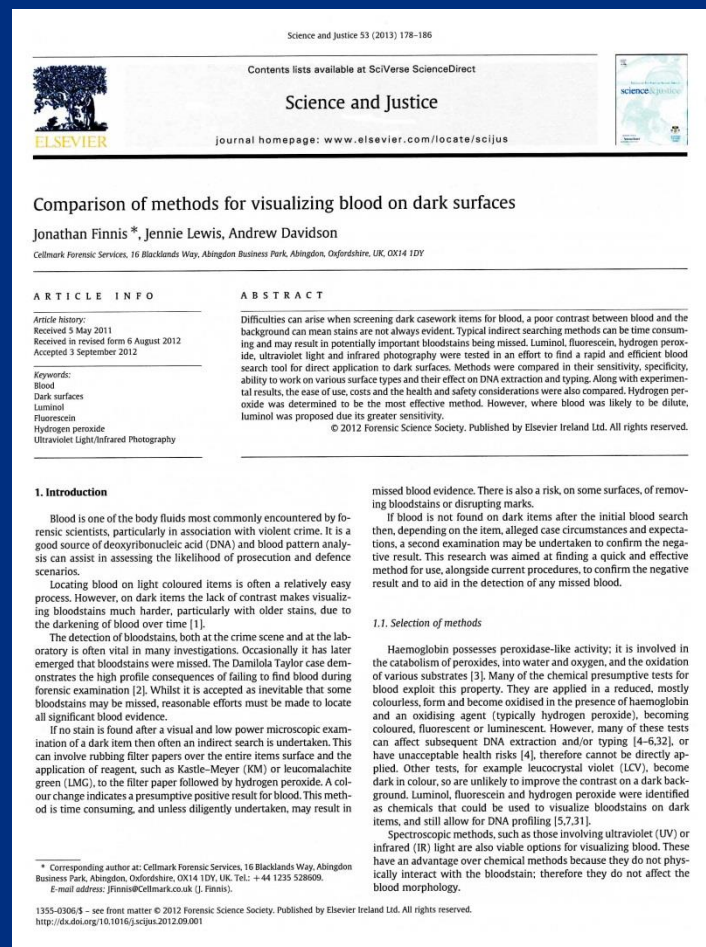 Science and Justice 53 (2013) 178–186
Contents lists available at SciVerse ScienceDirect
Science and Justice
journal homepage: www.elsevier.com/locate/scijus
ELSEVIER
science&justice
Comparison of methods for visualizing blood on dark surfaces
Jonathan Finnis *, Jennie Lewis, Andrew Davidson
Cellmark Forensic Services, 16 Blacklands Way, Abingdon Business Park, Abingdon, Oxfordshire, UK, OX14 1DY
ARTICLE INFO
Article history:
Received 5 May 2011
Received in revised form 6 August 2012
Accepted 3 September 2012
Keywords:
Blood
Dark surfaces
Luminol
Fluorescein
Hydrogen peroxide
Ultraviolet Light/Infrared Photography
ABSTRACT
Difficulties can arise when screening dark casework items for blood, a poor contrast between blood and the
background can mean stains are not always evident. Typical indirect searching methods can be time consum-
ing and may result in potentially important bloodstains being missed. Luminol, fluorescein, hydrogen perox-
ide, ultraviolet light and infrared photography were tested in an effort to find a rapid and efficient blood
search tool for direct application to dark surfaces. Methods were compared in their sensitivity, specificity,
ability to work on various surface types and their effect on DNA extraction and typing. Along with experimen-
tal results, the ease of use, costs and the health and safety considerations were also compared. Hydrogen per-
oxide was determined to be the most effective method. However, where blood was likely to be dilute,
luminol was proposed due its greater sensitivity.
© 2012 Forensic Science Society. Published by Elsevier Ireland Ltd. All rights reserved.
1. Introduction
Blood is one of the body fluids most commonly encountered by fo-
rensic scientists, particularly in association with violent crime. It is a
good source of deoxyribonucleic acid (DNA) and blood pattern analy-
sis can assist in assessing the likelihood of prosecution and defence
scenarios.
Locating blood on light coloured items is often a relatively easy
process. However, on dark items the lack of contrast makes visualiz-
ing bloodstains much harder, particularly with older stains, due to
the darkening of blood over time [1].
The detection of bloodstains, both at the crime scene and at the lab-
oratory is often vital in many investigations. Occasionally it has later
emerged that bloodstains were missed. The Damilola Taylor case dem-
onstrates the high profile consequences of failing to find blood during
forensic examination [2]. Whilst it is accepted as inevitable that some
bloodstains may be missed, reasonable efforts must be made to locate
all significant blood evidence.
If no stain is found after a visual and low power microscopic exam-
ination of a dark item then often an indirect search is undertaken. This
can involve rubbing filter papers over the entire items surface and the
application of reagent, such as Kastle–Meyer (KM) or leucomalachite
green (LMG), to the filter paper followed by hydrogen peroxide. A col-
our change indicates a presumptive positive result for blood. This meth-
od is time consuming, and unless diligently undertaken, may result in
missed blood evidence. There is also a risk, on some surfaces, of remov-
ing bloodstains or disrupting marks.
If blood is not found on dark items after the initial blood search
then, depending on the item, alleged case circumstances and expecta-
tions, a second examination may be undertaken to confirm the nega-
tive result. This research was aimed at finding a quick and effective
method for use, alongside current procedures, to confirm the negative
result and to aid in the detection of any missed blood.
1.1. Selection of methods
Haemoglobin possesses peroxidase-like activity; it is involved in
the catabolism of peroxides, into water and oxygen, and the oxidation
of various substrates [3]. Many of the chemical presumptive tests for
blood exploit this property. They are applied in a reduced, mostly
colourless, form and become oxidised in the presence of haemoglobin
and an oxidising agent (typically hydrogen peroxide), becoming
coloured, fluorescent or luminescent. However, many of these tests
can affect subsequent DNA extraction and/or typing [4–6,32], or
have unacceptable health risks [4], therefore cannot be directly ap-
plied. Other tests, for example leucocrystal violet (LCV), become
dark in colour, so are unlikely to improve the contrast on a dark back-
ground. Luminol, fluorescein and hydrogen peroxide were identified
as chemicals that could be used to visualize bloodstains on dark
items, and still allow for DNA profiling [5,7,31].
Spectroscopic methods, such as those involving ultraviolet (UV) or
infrared (IR) light are also viable options for visualizing blood. These
have an advantage over chemical methods because they do not phys-
ically interact with the bloodstain; therefore they do not affect the
blood morphology.
* Corresponding author at: Cellmark Forensic Services, 16 Blacklands Way, Abingdon
Business Park, Abingdon, Oxfordshire, OX14 1DY, UK. Tel.: +44 1235 528609.
E-mail address: JFinnis@Cellmark.co.uk (J. Finnis).
1355-0306/$ – see front matter © 2012 Forensic Science Society. Published by Elsevier Ireland Ltd. All rights reserved.
http://dx.doi.org/10.1016/j.scijus.2012.09.001